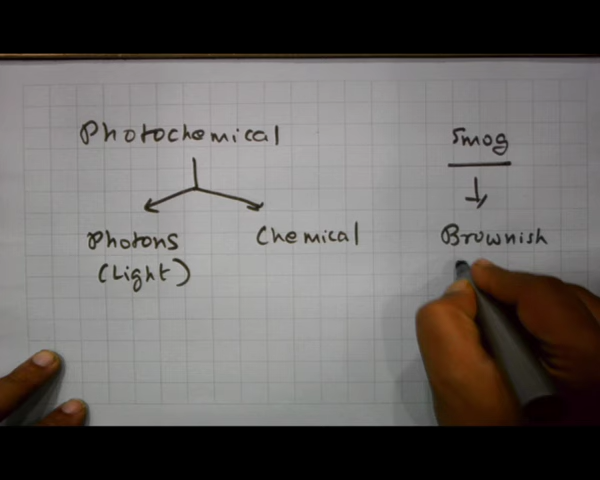 Photochemical
Smog
Photons
(Light)
Chemical
Brownish